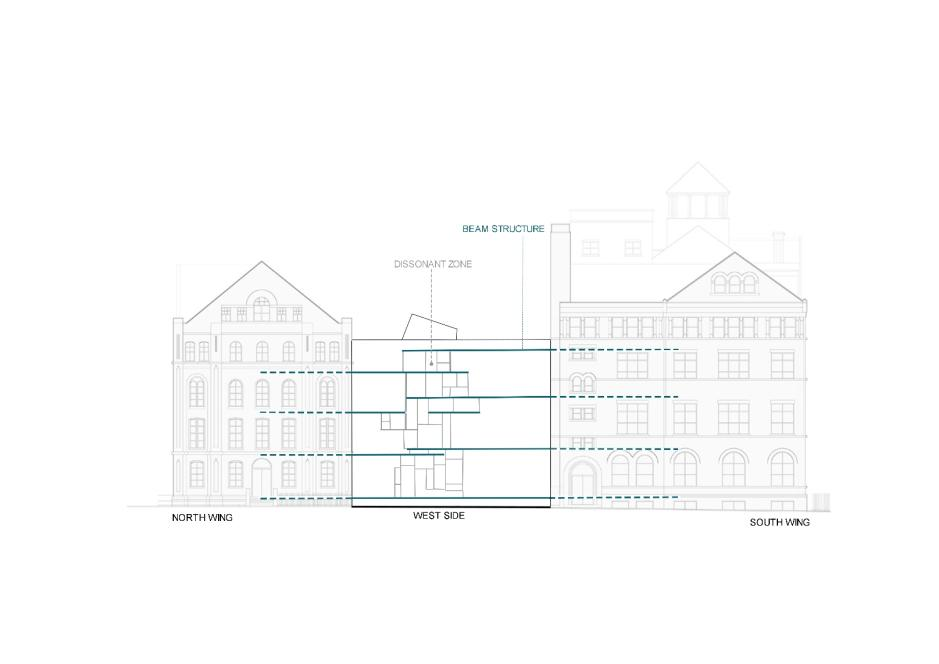 BEAM STRUCTURE
DISSONANT ZONE
NORTH WING
WEST SIDE
SOUTH WING